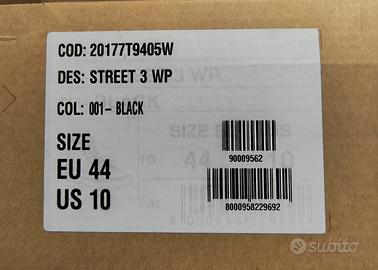 COD: 20177T9405W
DES: STREET 3 WP
COL: 001- BLACK
SIZE
EU 44
US 10
90009562
8000958229692
subito